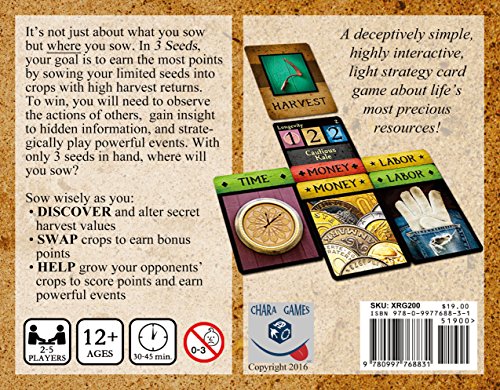 It's not just about what you sow
but where you sow. In 3 Seeds,
your goal is to earn the most points
by sowing your limited seeds into
crops with high harvest returns.
To win, you will need to observe
the actions of others, gain insight
to hidden information, and strate-
gically play powerful events. With
only 3 seeds in hand, where will
you sow?
Sow wisely as you:
• DISCOVER and alter secret
harvest values
• SWAP crops to earn bonus
points
• HELP grow your opponents'
crops to score points and earn
powerful events
2-5
PLAYERS
12+
AGES
30-45 min.
0-3
A deceptively simple,
highly interactive,
light strategy card
game about life's
most precious
resources!
HARVEST
Longevity
1 2 2
Cautious
Kale
MONEY
LABOR
TIME
MONEY
LABOR
CHARA GAMES
Copyright 2016
SKU: XRG200
$19.00
ISBN 978-0-9977688-3-1
51900>
9 780997 768831